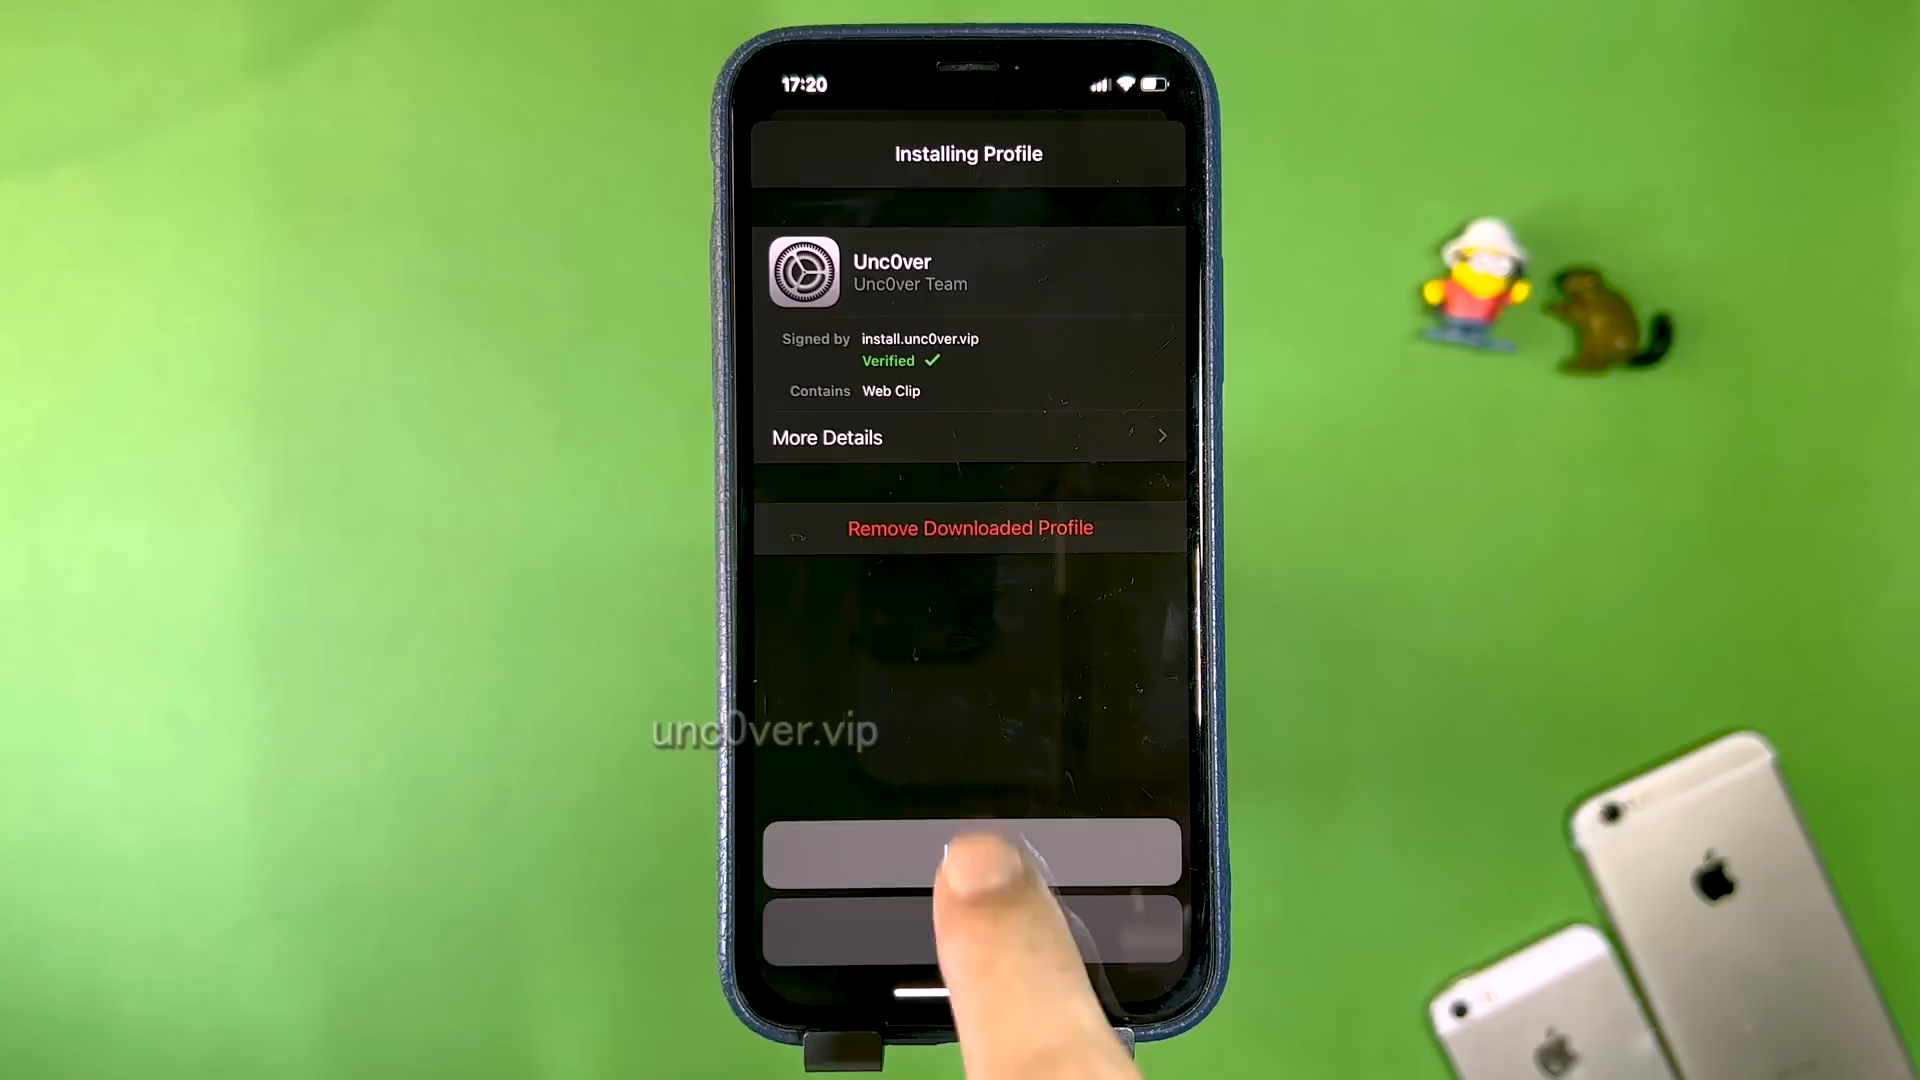 17:20
Installing Profile
Unc0ver
Unc0ver Team
Signed by install.unc0ver.vip
Verified
Contains Web Clip
More Details
Remove Downloaded Profile
unc0ver.vip